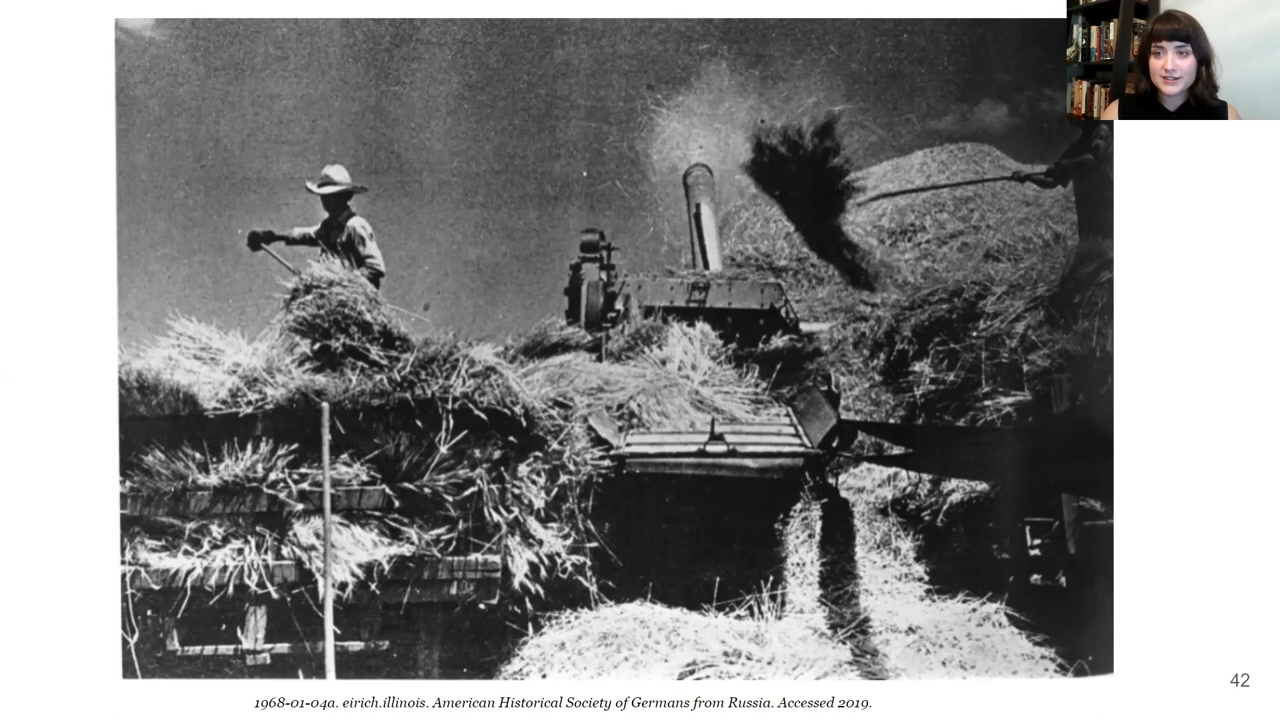 1968-01-04a. eirich.illinois. American Historical Society of Germans from Russia. Accessed 2019.
42